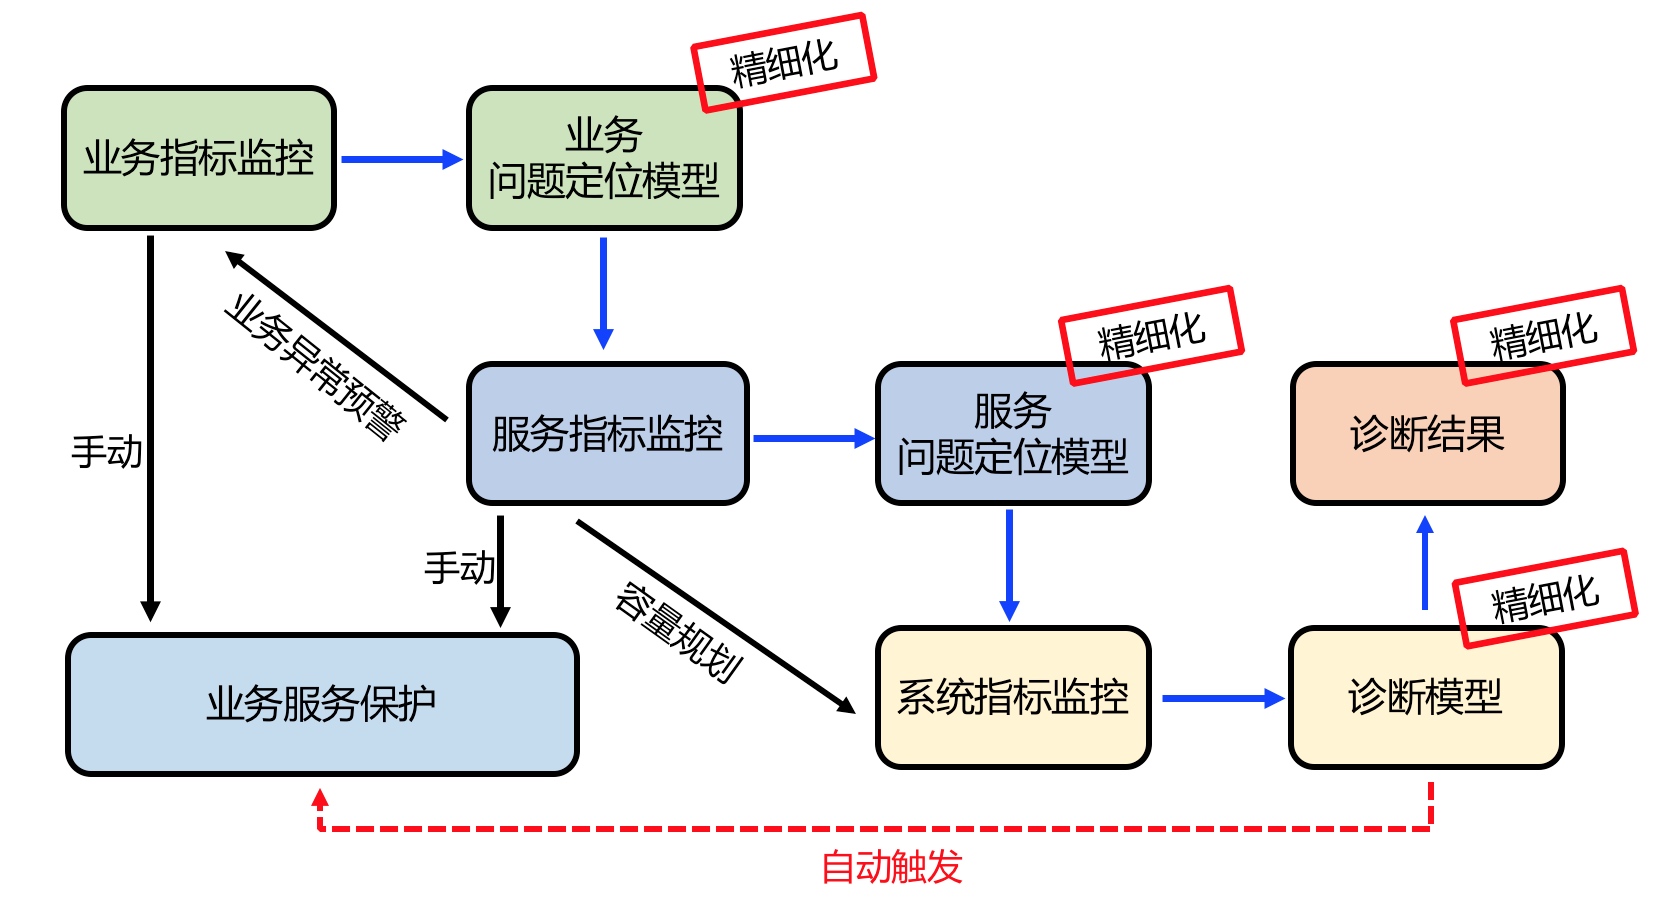 精细化
业务指标监控
业务
问题定位模型
业务异常预警
精细化
精细化
手动
服务指标监控
服务
问题定位模型
诊断结果
手动
容量规划
精细化
业务服务保护
系统指标监控
诊断模型
自动触发